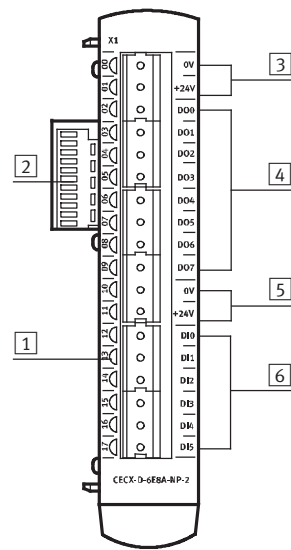 X1
00 0V
01 +24V
02 DO0
03 DO1
04 DO2
05 DO3
06 DO4
07 DO5
08 DO6
09 DO7
10 0V
11 +24V
12 DI0
13 DI1
14 DI2
15 DI3
16 DI4
17 DI5
CECX-D-6E8A-NP-2
3
2
4
5
1
6